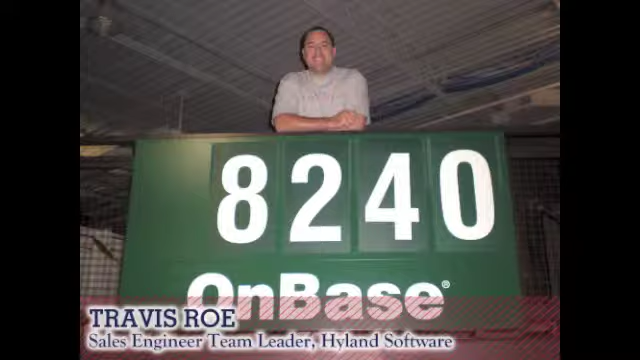 8240
OnBase®
TRAVIS ROE
Sales Engineer Team Leader, Hyland Software